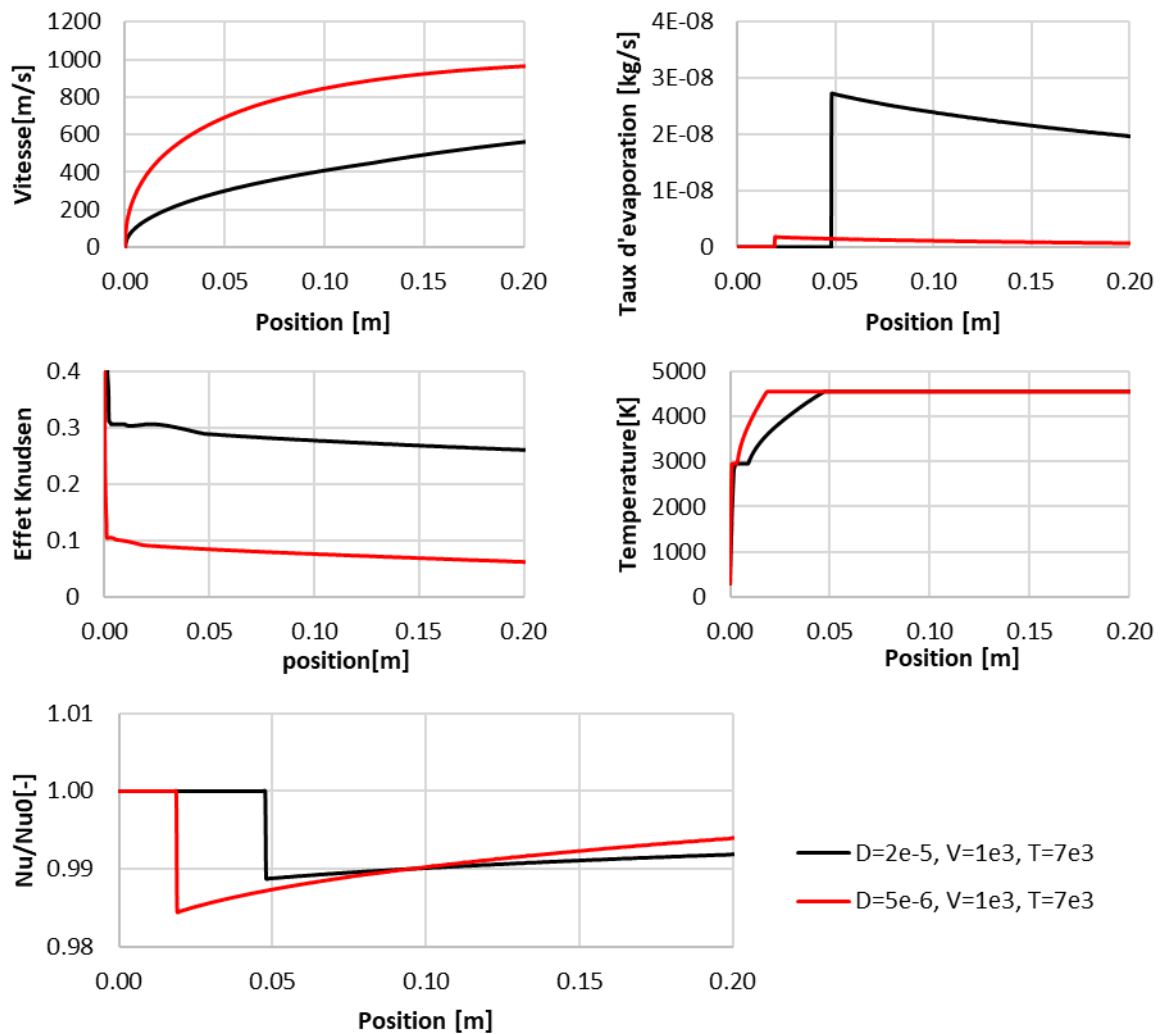 Vitesse[m/s]
1200
1000
800
600
400
200
0
0.00 0.05 0.10 0.15 0.20
Position [m]
Taux d'evaporation [kg/s]
4E-08
3E-08
2E-08
1E-08
0
0.00 0.05 0.10 0.15 0.20
Position [m]
Effet Knudsen
0.4
0.3
0.2
0.1
0
0.00 0.05 0.10 0.15 0.20
position[m]
Temperature[K]
5000
4000
3000
2000
1000
0
0.00 0.05 0.10 0.15 0.20
Position [m]
Nu/Nu0[-]
1.01
1.00
0.99
0.98
0.00 0.05 0.10 0.15 0.20
Position [m]
D=2e-5, V=1e3, T=7e3
D=5e-6, V=1e3, T=7e3